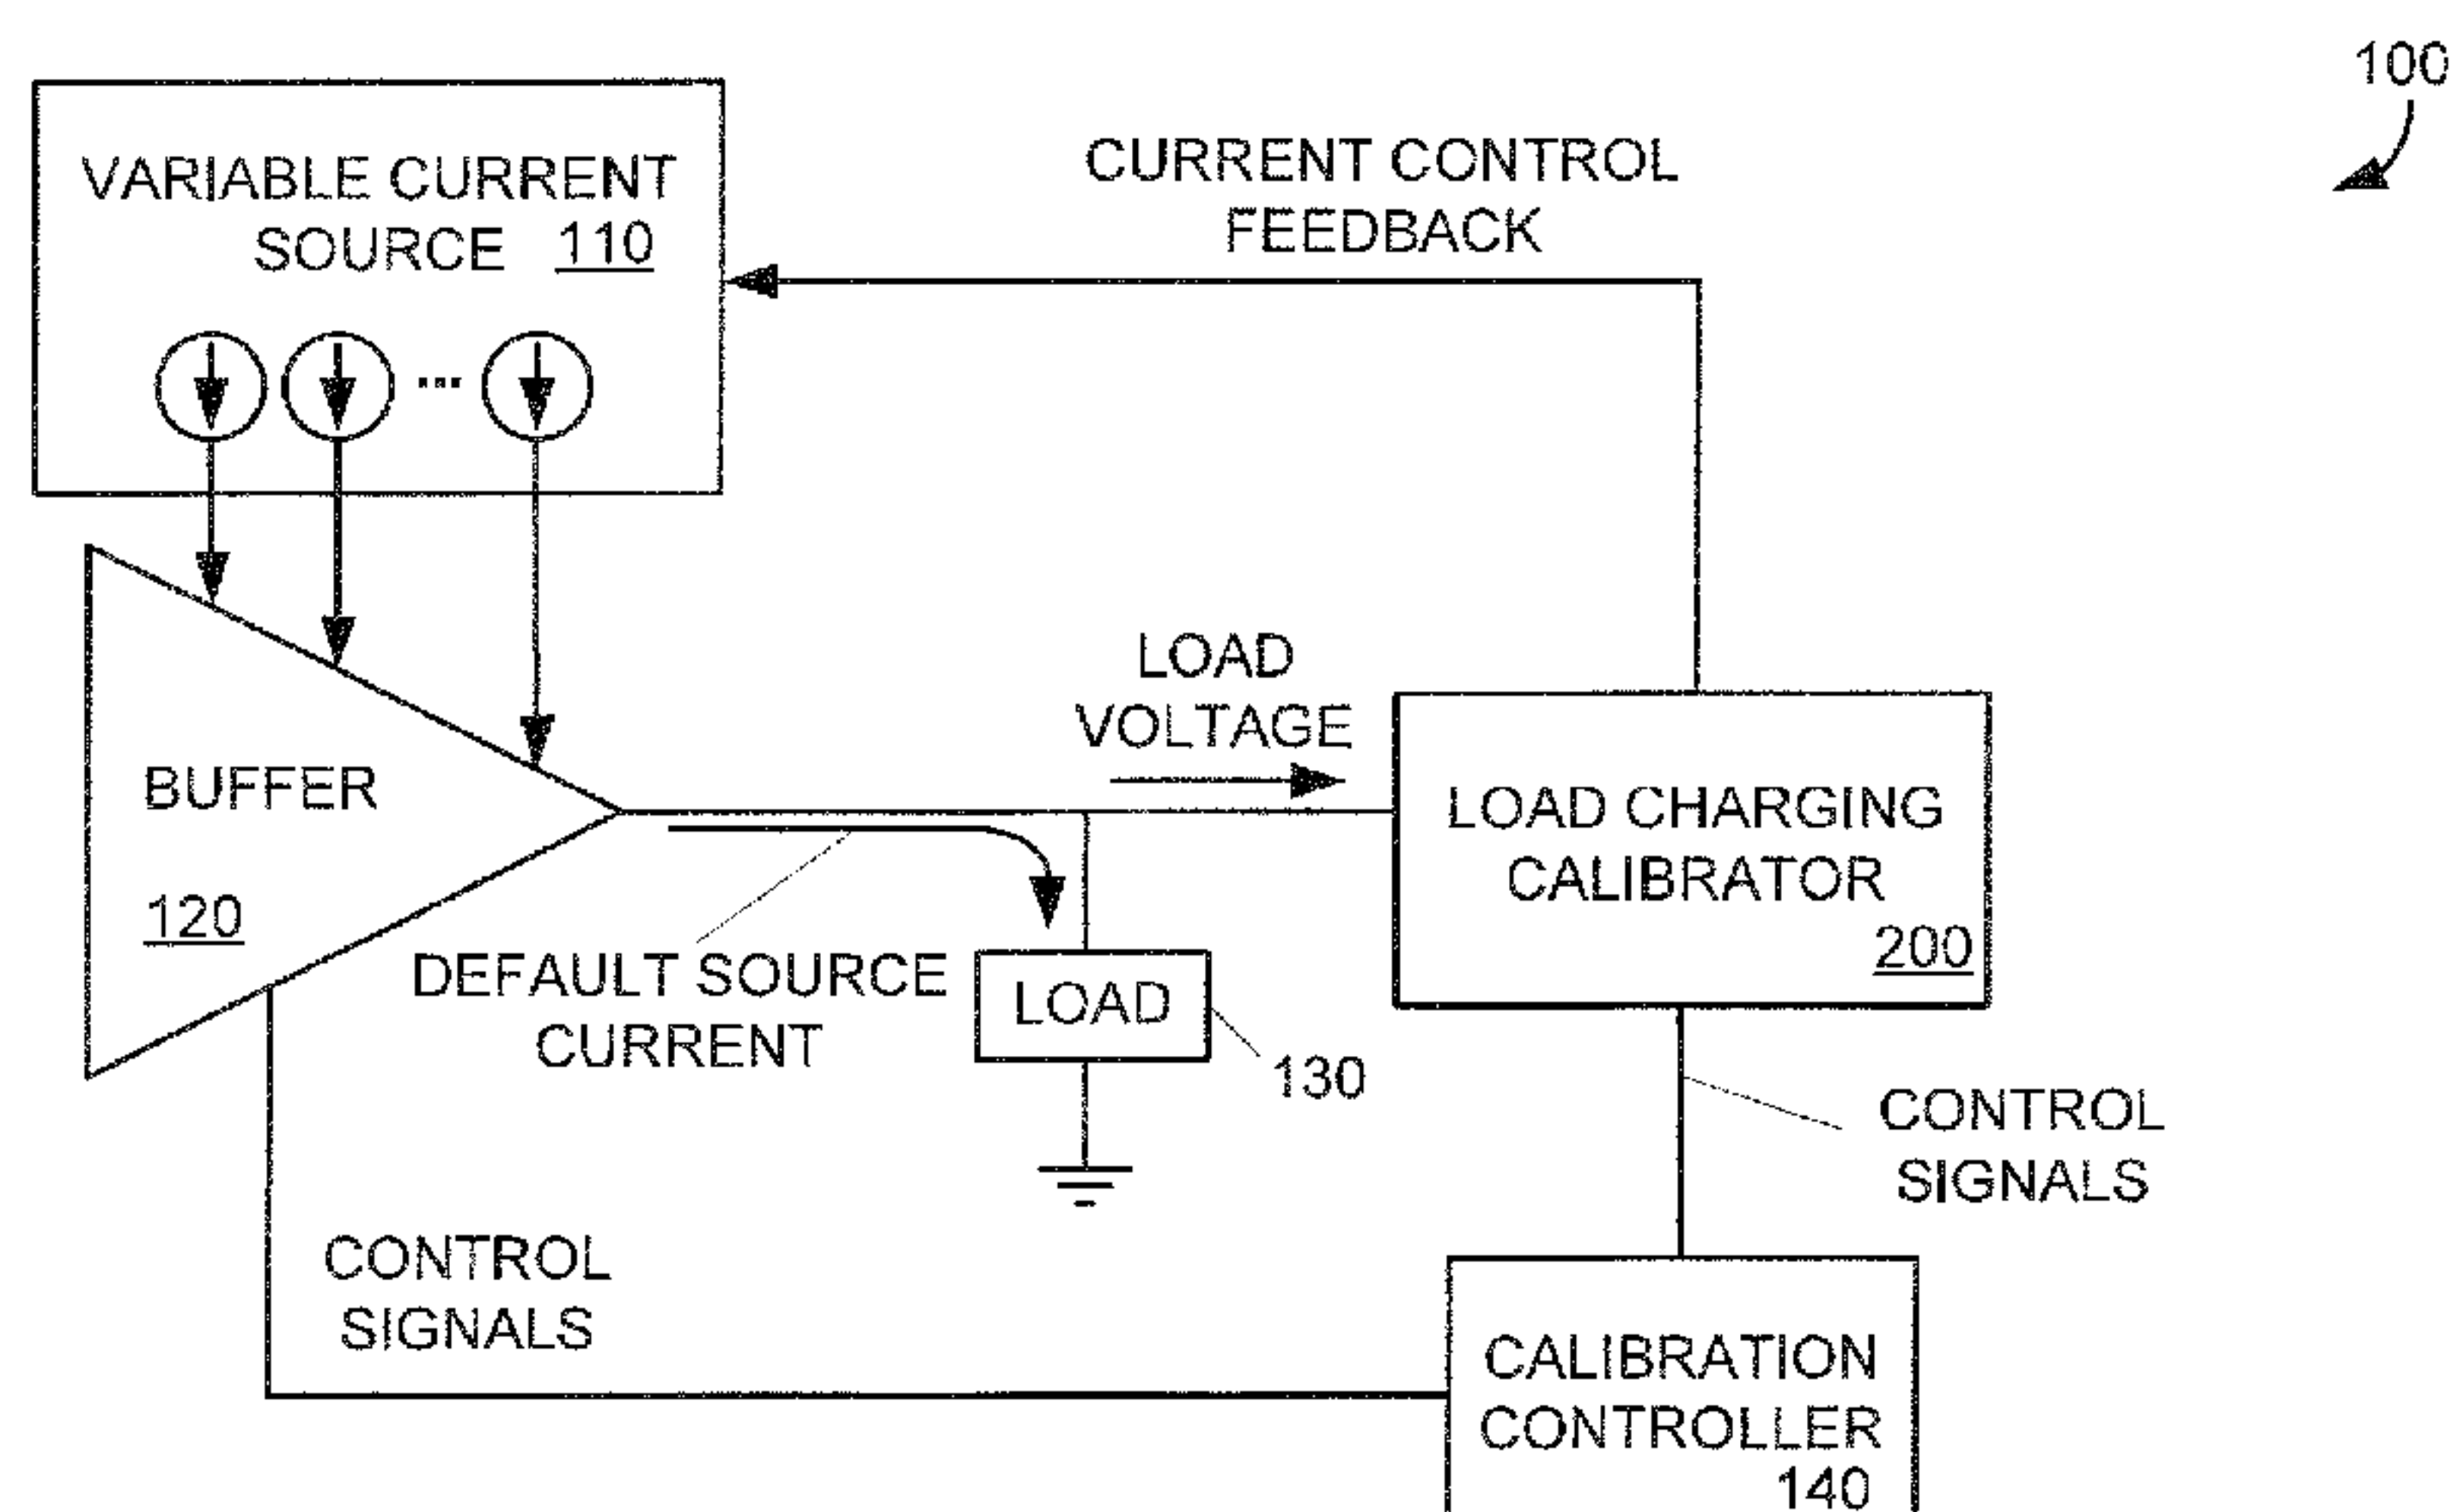 100
VARIABLE CURRENT
SOURCE 110
CURRENT CONTROL
FEEDBACK
...
LOAD
VOLTAGE
BUFFER
120
LOAD CHARGING
CALIBRATOR
200
DEFAULT SOURCE
CURRENT
LOAD
130
CONTROL
SIGNALS
CONTROL
SIGNALS
CALIBRATION
CONTROLLER
140